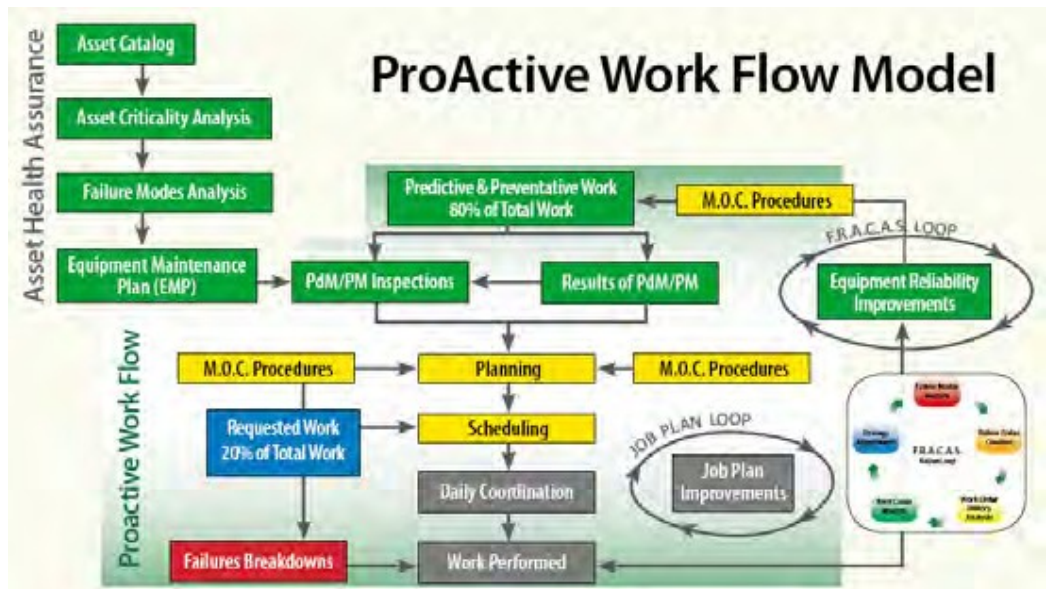 ProActive Work Flow Model
Asset Health Assurance
Asset Catalog
Asset Criticality Analysis
Failure Modes Analysis
Equipment Maintenance
Plan (EMP)
Predictive & Preventative Work
80% of Total Work
M.O.C. Procedures
F.R.A.C.A.S. LOOP
PdM/PM Inspections
Results of PdM/PM
Equipment Reliability
Improvements
Proactive Work Flow
M.O.C. Procedures
Planning
M.O.C. Procedures
Requested Work
20% of Total Work
Scheduling
JOB PLAN LOOP
Job Plan
Improvements
Daily Coordination
Failures Breakdowns
Work Performed
F.R.A.C.A.S.